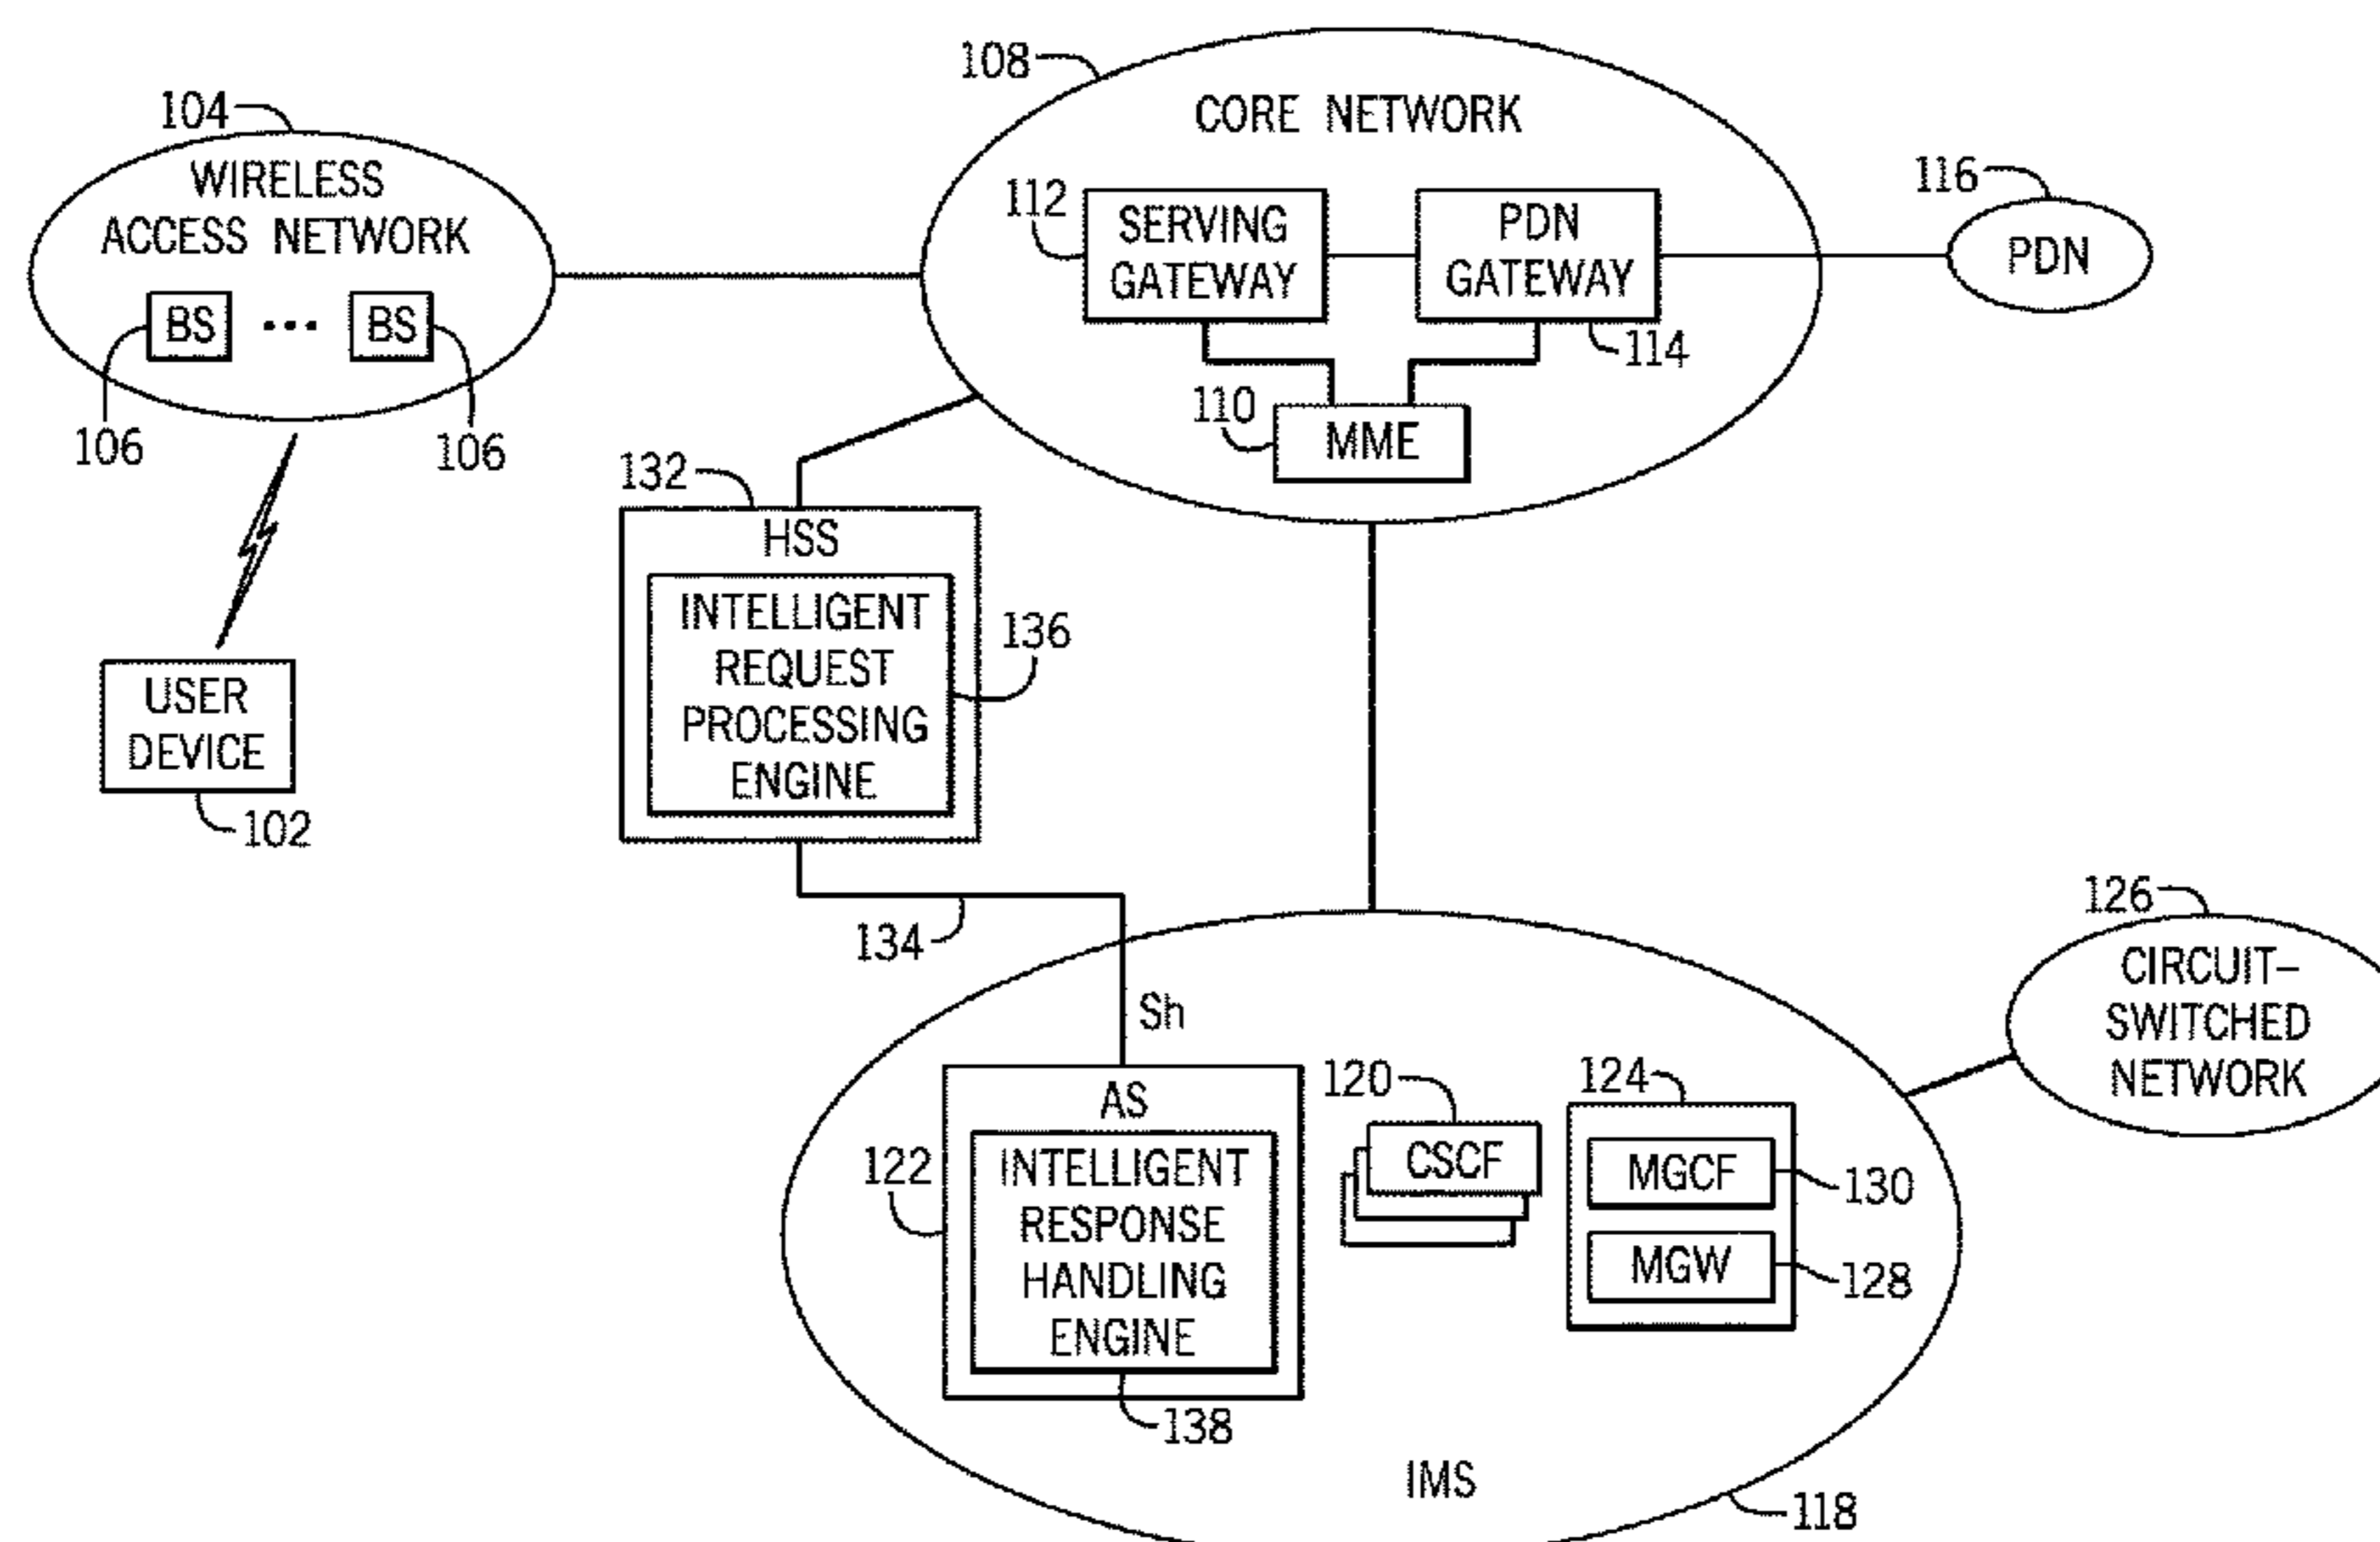 108
CORE NETWORK
104
WIRELESS
ACCESS NETWORK
BS ... BS
106
106
112
SERVING
GATEWAY
PDN
GATEWAY
114
116
PDN
110
MME
132
HSS
INTELLIGENT
REQUEST
PROCESSING
ENGINE
136
USER
DEVICE
102
134
Sh
126
CIRCUIT-
SWITCHED
NETWORK
AS
122
INTELLIGENT
RESPONSE
HANDLING
ENGINE
138
120
CSCF
124
MGCF
130
MGW
128
IMS
118